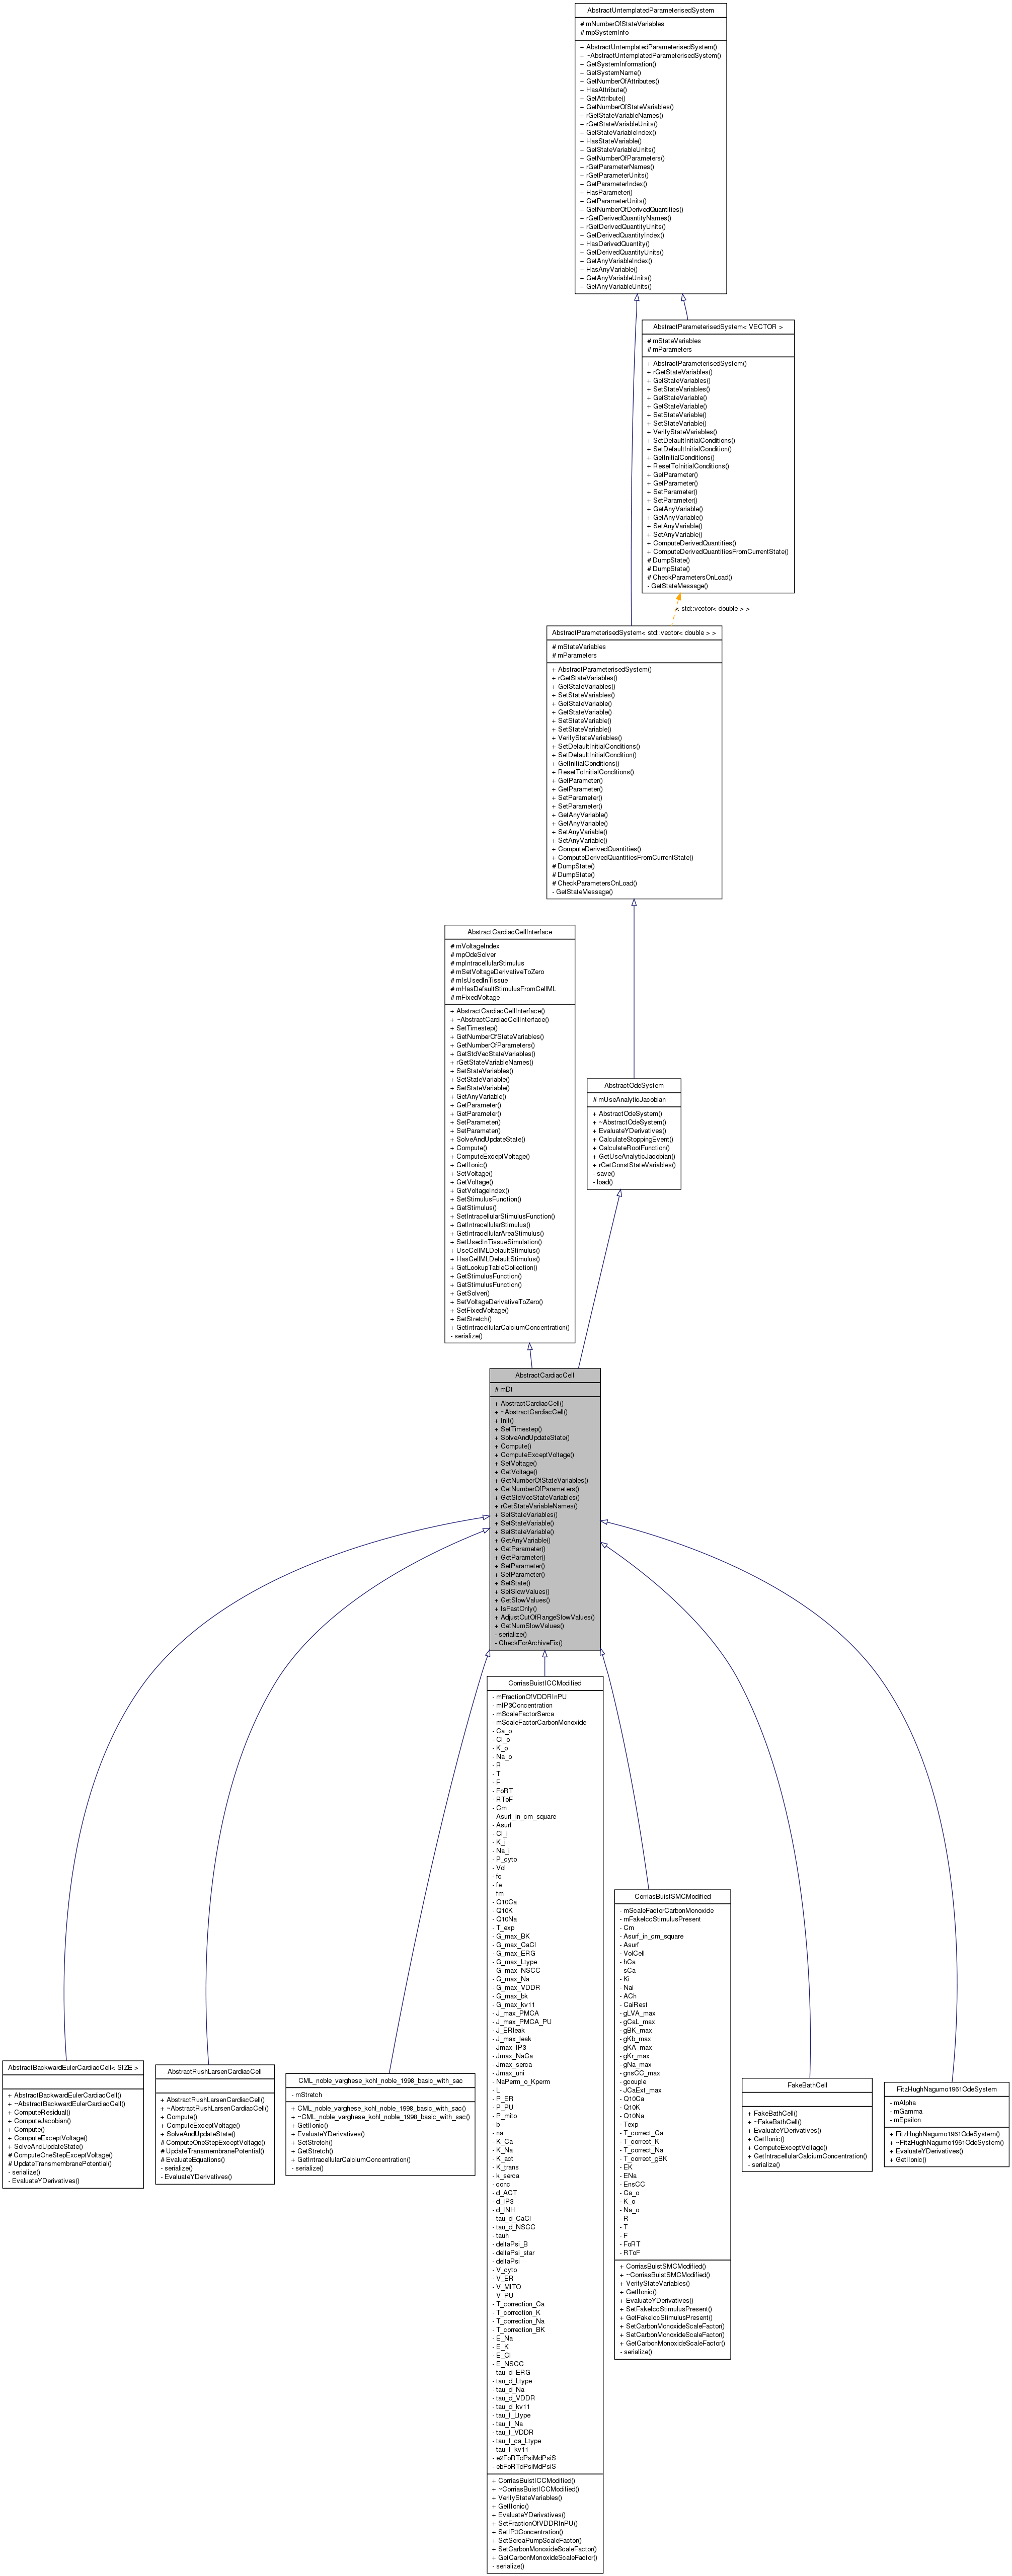 AbstractUntemplatedParameterisedSystem
# mNumberOfStateVariables
# mpSystemInfo
+ AbstractUntemplatedParameterisedSystem()
+ ~AbstractUntemplatedParameterisedSystem()
+ GetSystemInformation()
+ GetSystemName()
+ GetNumberOfAttributes()
+ HasAttribute()
+ GetAttribute()
+ GetNumberOfStateVariables()
+ rGetStateVariableNames()
+ rGetStateVariableUnits()
+ GetStateVariableIndex()
+ HasStateVariable()
+ GetStateVariableUnits()
+ GetNumberOfParameters()
+ rGetParameterNames()
+ rGetParameterUnits()
+ GetParameterIndex()
+ HasParameter()
+ GetParameterUnits()
+ GetNumberOfDerivedQuantities()
+ rGetDerivedQuantityNames()
+ rGetDerivedQuantityUnits()
+ GetDerivedQuantityIndex()
+ HasDerivedQuantity()
+ GetDerivedQuantityUnits()
+ GetAnyVariableIndex()
+ HasAnyVariable()
+ GetAnyVariableUnits()
+ GetAnyVariableUnits()
AbstractParameterisedSystem< VECTOR >
# mStateVariables
# mParameters
+ AbstractParameterisedSystem()
+ rGetStateVariables()
+ GetStateVariables()
+ SetStateVariables()
+ GetStateVariable()
+ GetStateVariable()
+ SetStateVariable()
+ SetStateVariable()
+ VerifyStateVariables()
+ SetDefaultInitialConditions()
+ SetDefaultInitialCondition()
+ GetInitialConditions()
+ ResetToInitialConditions()
+ GetParameter()
+ GetParameter()
+ SetParameter()
+ SetParameter()
+ GetAnyVariable()
+ GetAnyVariable()
+ SetAnyVariable()
+ SetAnyVariable()
+ ComputeDerivedQuantities()
+ ComputeDerivedQuantitiesFromCurrentState()
# DumpState()
# DumpState()
# CheckParametersOnLoad()
- GetStateMessage()
< std::vector< double > >
AbstractParameterisedSystem< std::vector< double > >
# mStateVariables
# mParameters
+ AbstractParameterisedSystem()
+ rGetStateVariables()
+ GetStateVariables()
+ SetStateVariables()
+ GetStateVariable()
+ GetStateVariable()
+ SetStateVariable()
+ SetStateVariable()
+ VerifyStateVariables()
+ SetDefaultInitialConditions()
+ SetDefaultInitialCondition()
+ GetInitialConditions()
+ ResetToInitialConditions()
+ GetParameter()
+ GetParameter()
+ SetParameter()
+ SetParameter()
+ GetAnyVariable()
+ GetAnyVariable()
+ SetAnyVariable()
+ SetAnyVariable()
+ ComputeDerivedQuantities()
+ ComputeDerivedQuantitiesFromCurrentState()
# DumpState()
# DumpState()
# CheckParametersOnLoad()
- GetStateMessage()
AbstractCardiacCellInterface
# mVoltageIndex
# mpOdeSolver
# mpIntracellularStimulus
# mSetVoltageDerivativeToZero
# mIsUsedInTissue
# mHasDefaultStimulusFromCellML
# mFixedVoltage
+ AbstractCardiacCellInterface()
+ ~AbstractCardiacCellInterface()
+ SetTimestep()
+ GetNumberOfStateVariables()
+ GetNumberOfParameters()
+ GetStdVecStateVariables()
+ rGetStateVariableNames()
+ SetStateVariables()
+ SetStateVariable()
+ SetStateVariable()
+ GetAnyVariable()
+ GetParameter()
+ GetParameter()
+ SetParameter()
+ SetParameter()
+ SolveAndUpdateState()
+ Compute()
+ ComputeExceptVoltage()
+ GetIIonic()
+ SetVoltage()
+ GetVoltage()
+ GetVoltageIndex()
+ SetStimulusFunction()
+ GetStimulus()
+ SetIntracellularStimulusFunction()
+ GetIntracellularStimulus()
+ GetIntracellularAreaStimulus()
+ SetUsedInTissueSimulation()
+ UseCellMLDefaultStimulus()
+ HasCellMLDefaultStimulus()
+ GetLookupTableCollection()
+ GetStimulusFunction()
+ GetStimulusFunction()
+ GetSolver()
+ SetVoltageDerivativeToZero()
+ SetFixedVoltage()
+ SetStretch()
+ GetIntracellularCalciumConcentration()
- serialize()
AbstractOdeSystem
# mUseAnalyticJacobian
+ AbstractOdeSystem()
+ ~AbstractOdeSystem()
+ EvaluateYDerivatives()
+ CalculateStoppingEvent()
+ CalculateRootFunction()
+ GetUseAnalyticJacobian()
+ rGetConstStateVariables()
- save()
- load()
AbstractCardiacCell
# mDt
+ AbstractCardiacCell()
+ ~AbstractCardiacCell()
+ Init()
+ SetTimestep()
+ SolveAndUpdateState()
+ Compute()
+ ComputeExceptVoltage()
+ SetVoltage()
+ GetVoltage()
+ GetNumberOfStateVariables()
+ GetNumberOfParameters()
+ GetStdVecStateVariables()
+ rGetStateVariableNames()
+ SetStateVariables()
+ SetStateVariable()
+ SetStateVariable()
+ GetAnyVariable()
+ GetParameter()
+ GetParameter()
+ SetParameter()
+ SetParameter()
+ SetState()
+ SetSlowValues()
+ GetSlowValues()
+ IsFastOnly()
+ AdjustOutOfRangeSlowValues()
+ GetNumSlowValues()
- serialize()
- CheckForArchiveFix()
AbstractBackwardEulerCardiacCell< SIZE >
+ AbstractBackwardEulerCardiacCell()
+ ~AbstractBackwardEulerCardiacCell()
+ ComputeResidual()
+ ComputeJacobian()
+ Compute()
+ ComputeExceptVoltage()
+ SolveAndUpdateState()
# ComputeOneStepExceptVoltage()
# UpdateTransmembranePotential()
- serialize()
- EvaluateYDerivatives()
AbstractRushLarsenCardiacCell
+ AbstractRushLarsenCardiacCell()
+ ~AbstractRushLarsenCardiacCell()
+ Compute()
+ ComputeExceptVoltage()
+ SolveAndUpdateState()
# ComputeOneStepExceptVoltage()
# UpdateTransmembranePotential()
# EvaluateEquations()
- serialize()
- EvaluateYDerivatives()
CML_noble_varghese_kohl_noble_1998_basic_with_sac
- mStretch
+ CML_noble_varghese_kohl_noble_1998_basic_with_sac()
+ ~CML_noble_varghese_kohl_noble_1998_basic_with_sac()
+ GetIIonic()
+ EvaluateYDerivatives()
+ SetStretch()
+ GetStretch()
+ GetIntracellularCalciumConcentration()
- serialize()
CorriasBuistICCModified
- mFractionOfVDDRInPU
- mIP3Concentration
- mScaleFactorSerca
- mScaleFactorCarbonMonoxide
- Ca_o
- Cl_o
- K_o
- Na_o
- R
- T
- F
- FoRT
- RToF
- Cm
- Asurf_in_cm_square
- Asurf
- Cl_i
- K_i
- Na_i
- P_cyto
- Vol
- fc
- fe
- fm
- Q10Ca
- Q10K
- Q10Na
- T_exp
- G_max_BK
- G_max_CaCl
- G_max_ERG
- G_max_Ltype
- G_max_NSCC
- G_max_Na
- G_max_VDDR
- G_max_bk
- G_max_kv11
- J_max_PMCA
- J_max_PMCA_PU
- J_ERleak
- J_max_leak
- Jmax_IP3
- Jmax_NaCa
- Jmax_serca
- Jmax_uni
- NaPerm_o_Kperm
- L
- P_ER
- P_PU
- P_mito
- b
- na
- K_Ca
- K_Na
- K_act
- K_trans
- k_serca
- conc
- d_ACT
- d_IP3
- d_INH
- tau_d_CaCl
- tau_d_NSCC
- tauh
- deltaPsi_B
- deltaPsi_star
- deltaPsi
- V_cyto
- V_ER
- V_MITO
- V_PU
- T_correction_Ca
- T_correction_K
- T_correction_Na
- T_correction_BK
- E_Na
- E_K
- E_Cl
- E_NSCC
- tau_d_ERG
- tau_d_Ltype
- tau_d_Na
- tau_d_VDDR
- tau_d_kv11
- tau_f_Ltype
- tau_f_Na
- tau_f_VDDR
- tau_f_ca_Ltype
- tau_f_kv11
- e2FoRTdPsiMdPsiS
- ebFoRTdPsiMdPsiS
+ CorriasBuistICCModified()
+ ~CorriasBuistICCModified()
+ VerifyStateVariables()
+ GetIIonic()
+ EvaluateYDerivatives()
+ SetFractionOfVDDRInPU()
+ SetIP3Concentration()
+ SetSercaPumpScaleFactor()
+ SetCarbonMonoxideScaleFactor()
+ GetCarbonMonoxideScaleFactor()
- serialize()
CorriasBuistSMCModified
- mScaleFactorCarbonMonoxide
- mFakeIccStimulusPresent
- Cm
- Asurf_in_cm_square
- Asurf
- VolCell
- hCa
- sCa
- Ki
- Nai
- ACh
- CaiRest
- gLVA_max
- gCaL_max
- gBK_max
- gKb_max
- gKA_max
- gKr_max
- gNa_max
- gnsCC_max
- gcouple
- JCaExt_max
- Q10Ca
- Q10K
- Q10Na
- Texp
- T_correct_Ca
- T_correct_K
- T_correct_Na
- T_correct_gBK
- EK
- ENa
- EnsCC
- Ca_o
- K_o
- Na_o
- R
- T
- F
- FoRT
- RToF
+ CorriasBuistSMCModified()
+ ~CorriasBuistSMCModified()
+ VerifyStateVariables()
+ GetIIonic()
+ EvaluateYDerivatives()
+ SetFakeIccStimulusPresent()
+ GetFakeIccStimulusPresent()
+ SetCarbonMonoxideScaleFactor()
+ SetCarbonMonoxideScaleFactor()
+ GetCarbonMonoxideScaleFactor()
- serialize()
FakeBathCell
+ FakeBathCell()
+ ~FakeBathCell()
+ EvaluateYDerivatives()
+ GetIIonic()
+ ComputeExceptVoltage()
+ GetIntracellularCalciumConcentration()
- serialize()
FitzHughNagumo1961OdeSystem
- mAlpha
- mGamma
- mEpsilon
+ FitzHughNagumo1961OdeSystem()
+ ~FitzHughNagumo1961OdeSystem()
+ EvaluateYDerivatives()
+ GetIIonic()